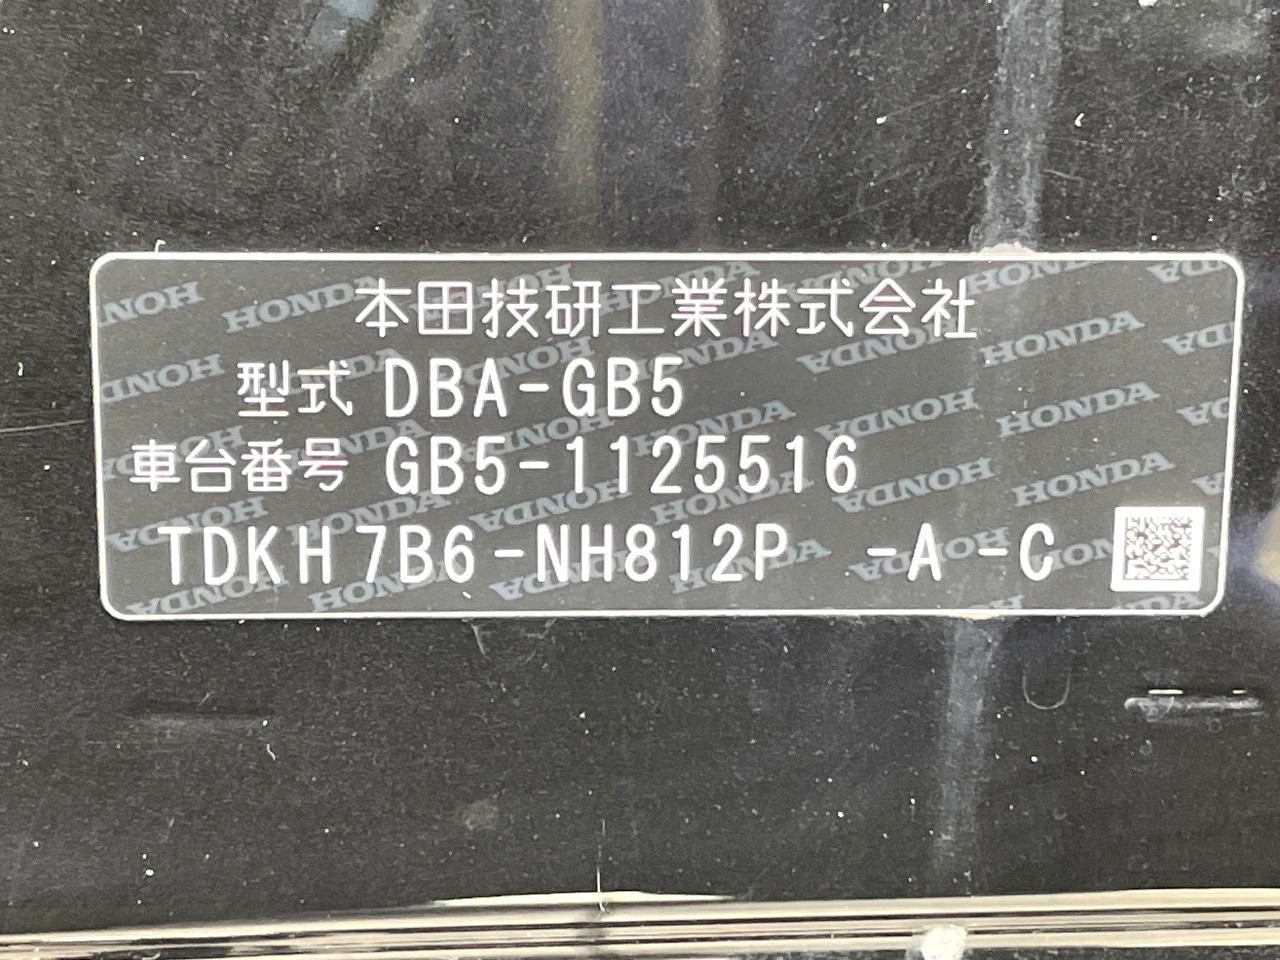 本田技研工業株式会社
型式 DBA-GB5
車台番号 GB5-1125516
TDKH7B6-NH812P -A-C